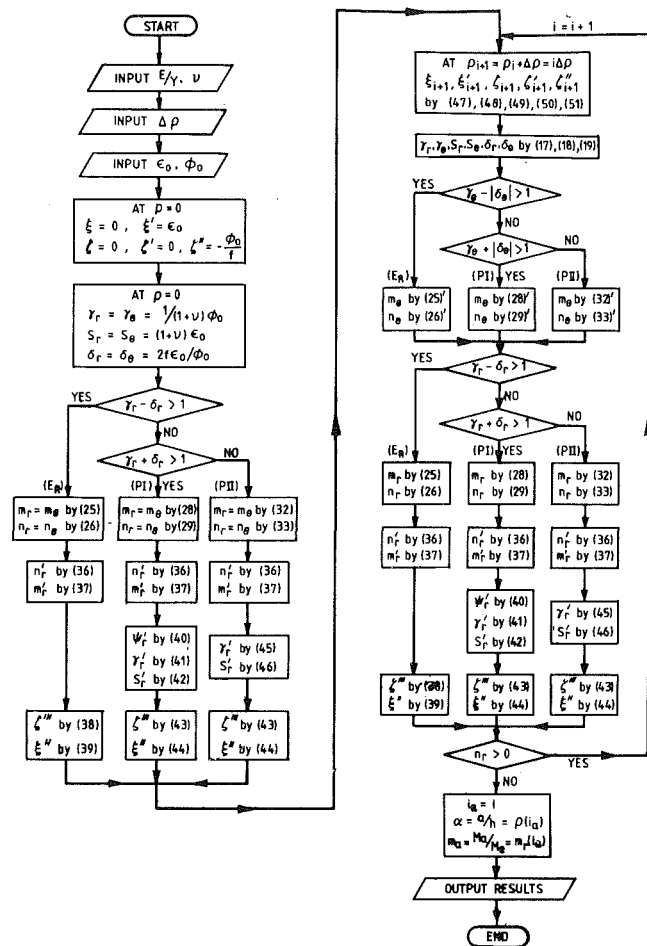 START
INPUT E/Y, ν
INPUT Δρ
INPUT ε₀, ϕ₀
AT ρ = 0
ξ = 0 , ξ′ = ε₀
ζ = 0, ζ′ = 0, ζ″ = -ϕ₀/f
AT ρ = 0
γr = γθ = 1/(1+ν) ϕ₀
Sr = Sθ = (1+ν) ε₀
δr = δθ = 2fε₀/ϕ₀
YES
γr - δr > 1
NO
γr + δr > 1
NO
(ER)
(PI) YES
(PII)
mr = mθ by (25)
nr = nθ by (26)
mr = mθ by (28)
nr = nθ by (29)
mr = mθ by (32)
nr = nθ by (33)
n′r by (36)
m′r by (37)
n′r by (36)
m′r by (37)
n′r by (36)
m′r by (37)
ψ′r by (40)
γ′r by (41)
S′r by (42)
γ′r by (45)
S′r by (46)
ζ‴ by (38)
ξ″ by (39)
ζ‴ by (43)
ξ″ by (44)
ζ‴ by (43)
ξ″ by (44)
i = i + 1
AT ρi+1 = ρi + Δρ = iΔρ
ξi+1, ξ′i+1, ζi+1, ζ′i+1, ζ″i+1
by (47), (48), (49), (50), (51)
γr, γθ, Sr, Sθ, δr, δθ by (17), (18), (19)
YES
γθ - |δθ| > 1
NO
γθ + |δθ| > 1
NO
(ER)
(PI) YES
(PII)
mθ by (25)′
nθ by (26)′
mθ by (28)′
nθ by (29)′
mθ by (32)′
nθ by (33)′
YES
γr - δr > 1
NO
γr + δr > 1
NO
(ER)
(PI) YES
(PII)
mr by (25)
nr by (26)
mr by (28)
nr by (29)
mr by (32)
nr by (33)
n′r by (36)
m′r by (37)
n′r by (36)
m′r by (37)
n′r by (36)
m′r by (37)
ψ′r by (40)
γ′r by (41)
S′r by (42)
γ′r by (45)
S′r by (46)
ζ‴ by (38)
ξ″ by (39)
ζ‴ by (43)
ξ″ by (44)
ζ‴ by (43)
ξ″ by (44)
nr > 0
YES
NO
ia = i
α = a/h = ρ(ia)
ma = Ma/Me = mr(ia)
OUTPUT RESULTS
END